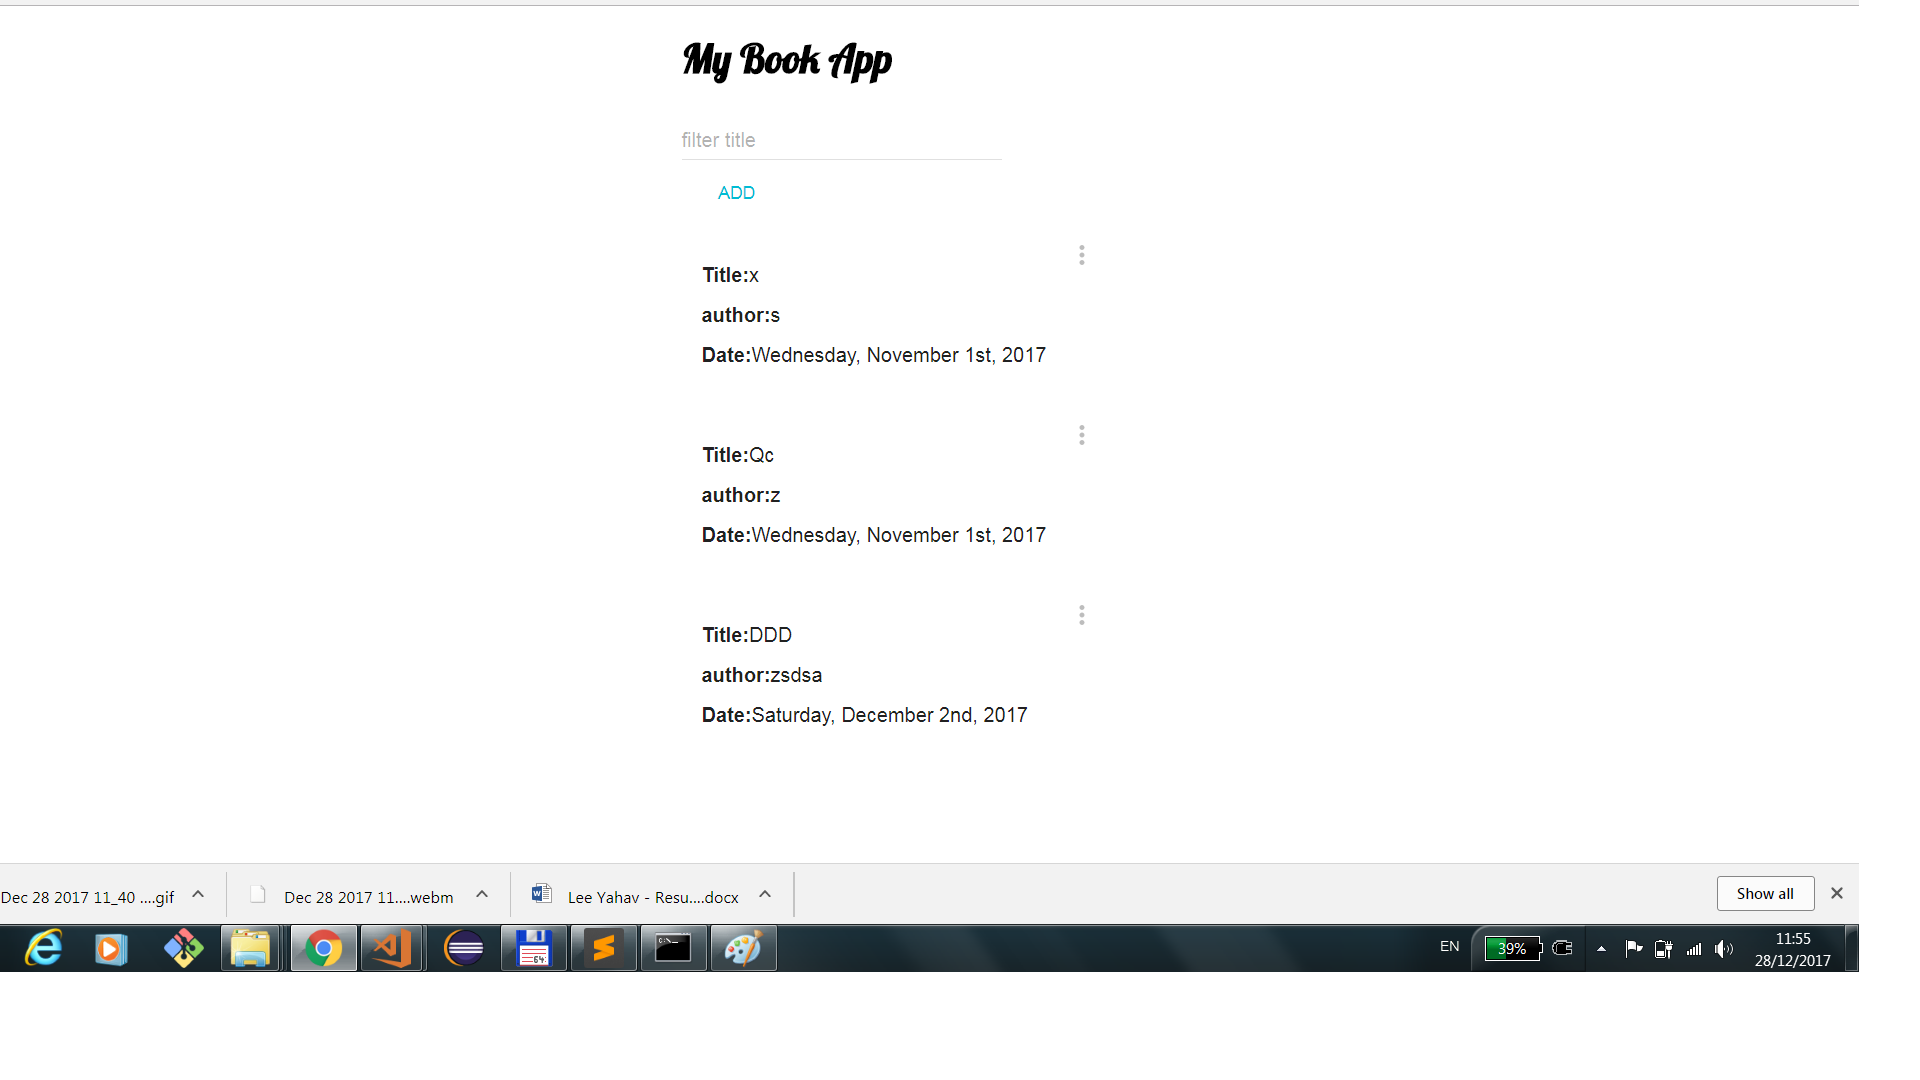 My Book App
filter title
ADD
Title:x
author:s
Date:Wednesday, November 1st, 2017
Title:Qc
author:z
Date:Wednesday, November 1st, 2017
Title:DDD
author:zsdsa
Date:Saturday, December 2nd, 2017
Dec 28 2017 11_40 ....gif
Dec 28 2017 11....webm
Lee Yahav - Resu....docx
Show all
EN
39%
11:55
28/12/2017